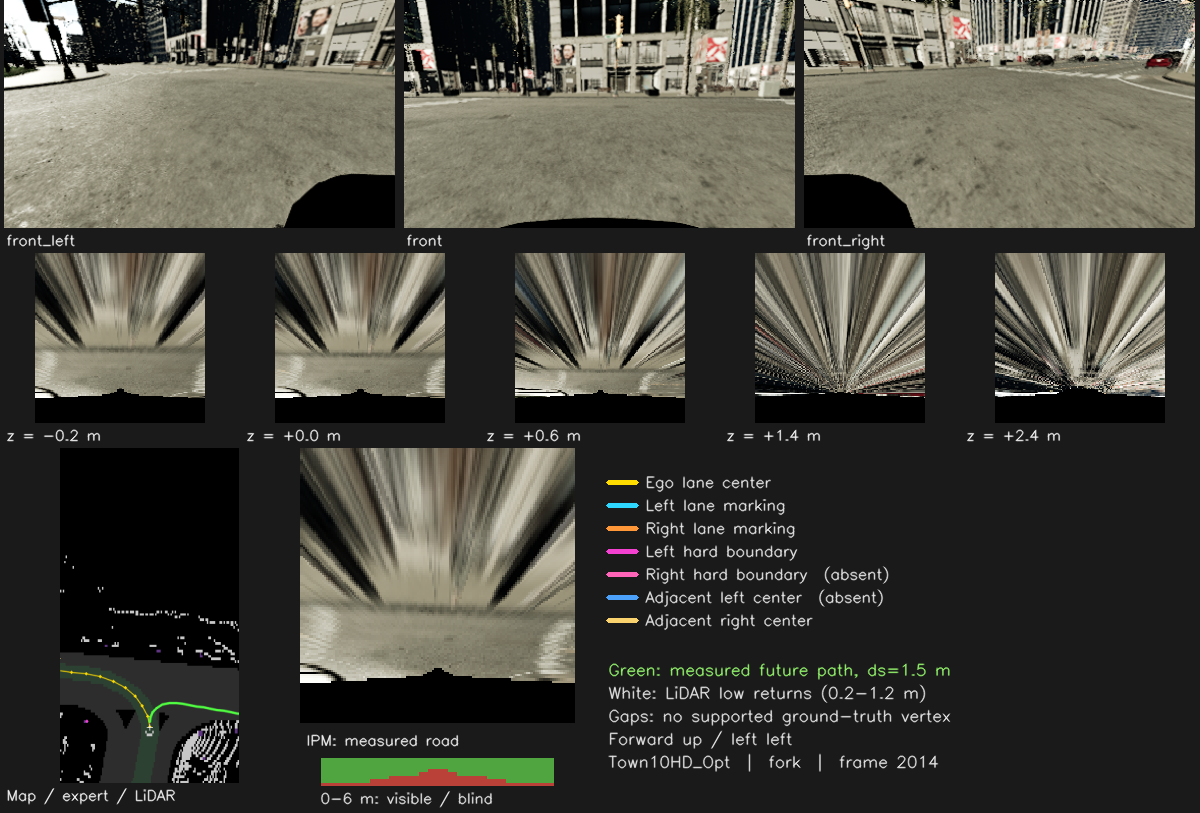 front_left
front
front_right
z = −0.2 m
z = +0.0 m
z = +0.6 m
z = +1.4 m
z = +2.4 m
Ego lane center
Left lane marking
Right lane marking
Left hard boundary
Right hard boundary (absent)
Adjacent left center (absent)
Adjacent right center
Green: measured future path, ds=1.5 m
White: LiDAR low returns (0.2−1.2 m)
Gaps: no supported ground−truth vertex
Forward up / left left
Town10HD_Opt | fork | frame 2014
IPM: measured road
0−6 m: visible / blind
Map / expert / LiDAR